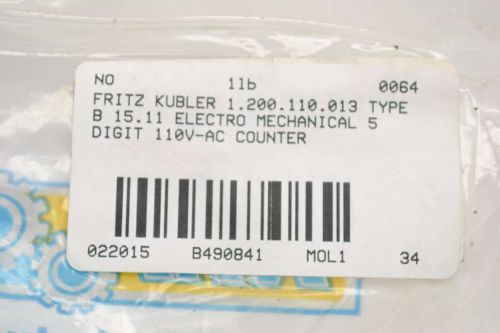 NO 11b 0064
FRITZ KUBLER 1.200.110.013 TYPE
B 15.11 ELECTRO MECHANICAL 5
DIGIT 110V-AC COUNTER
022015 B490841 MOL1 34